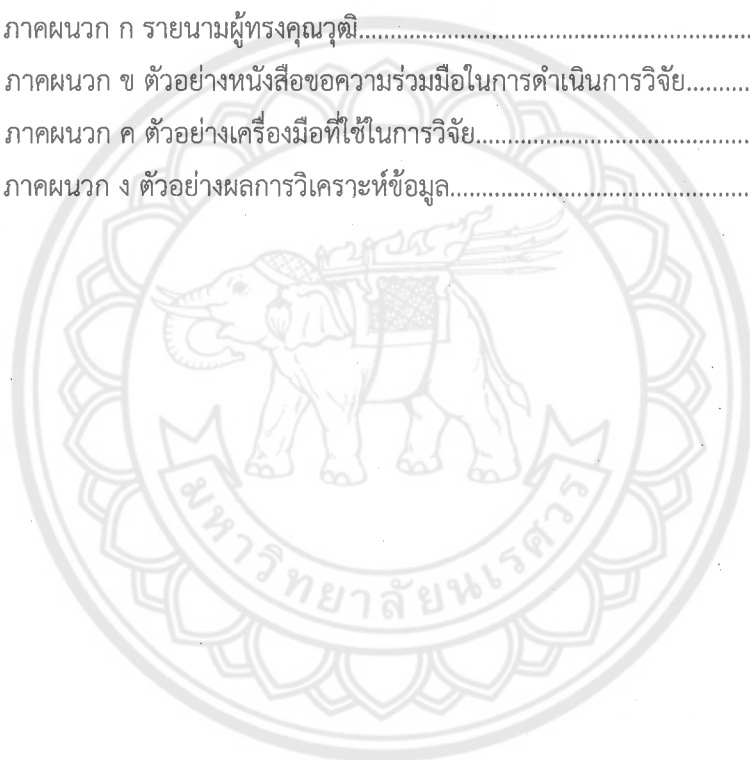 ภาคผนวก ก รายนามผู้ทรงคุณวุฒิ......................................................................
ภาคผนวก ข ตัวอย่างหนังสือขอความร่วมมือในการดำเนินการวิจัย..........
ภาคผนวก ค ตัวอย่างเครื่องมือที่ใช้ในการวิจัย.............................................
ภาคผนวก ง ตัวอย่างผลการวิเคราะห์ข้อมูล..................................................
มหาวิทยาลัยนเรศวร